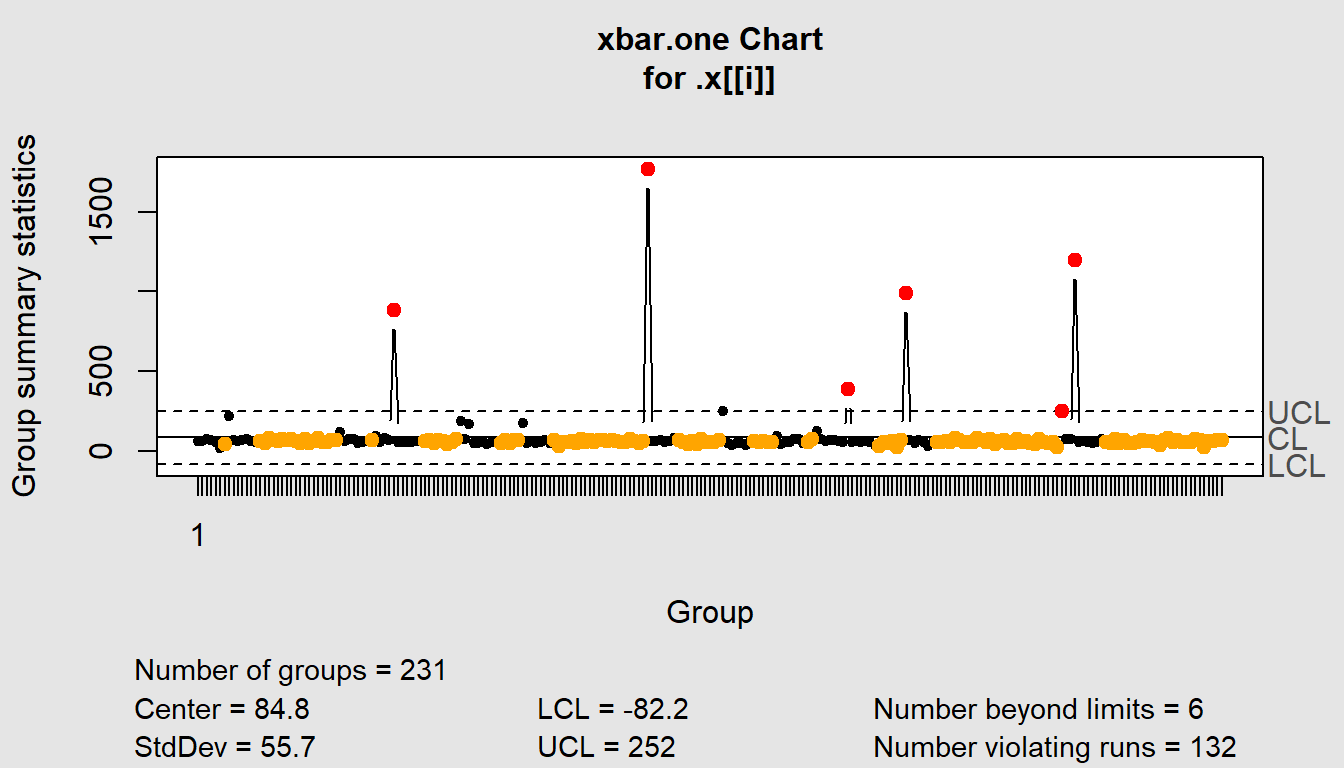 xbar.one Chart
for .x[[i]]
Group summary statistics
1500
500
0
UCL
CL
LCL
1
Group
Number of groups = 231
Center = 84.8
LCL = -82.2
Number beyond limits = 6
StdDev = 55.7
UCL = 252
Number violating runs = 132